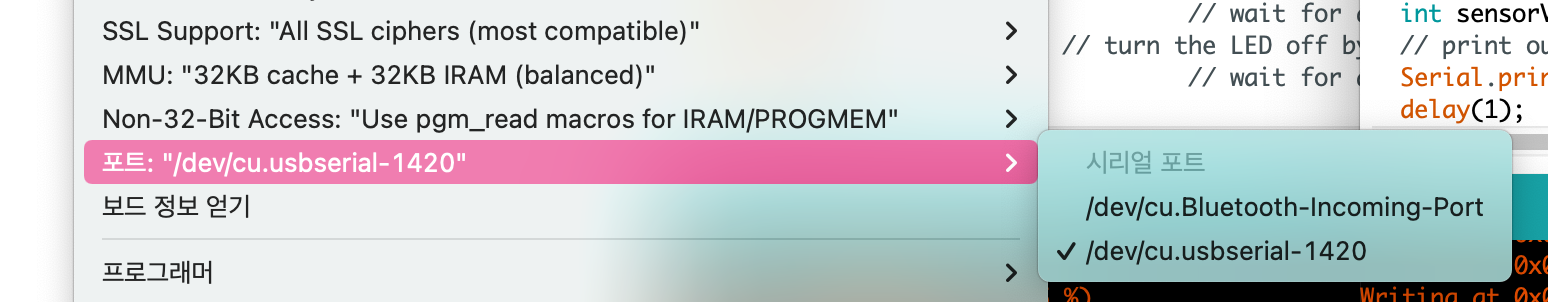 SSL Support: "All SSL ciphers (most compatible)"
MMU: "32KB cache + 32KB IRAM (balanced)"
Non-32-Bit Access: "Use pgm_read macros for IRAM/PROGMEM"
포트: "/dev/cu.usbserial-1420"
보드 정보 얻기
프로그래머
시리얼 포트
/dev/cu.Bluetooth-Incoming-Port
✓ /dev/cu.usbserial-1420
// wait for
// turn the LED off by
// wait for
int sensorV
// print ou
Serial.prin
delay(1);
%)
Writing at 0x0